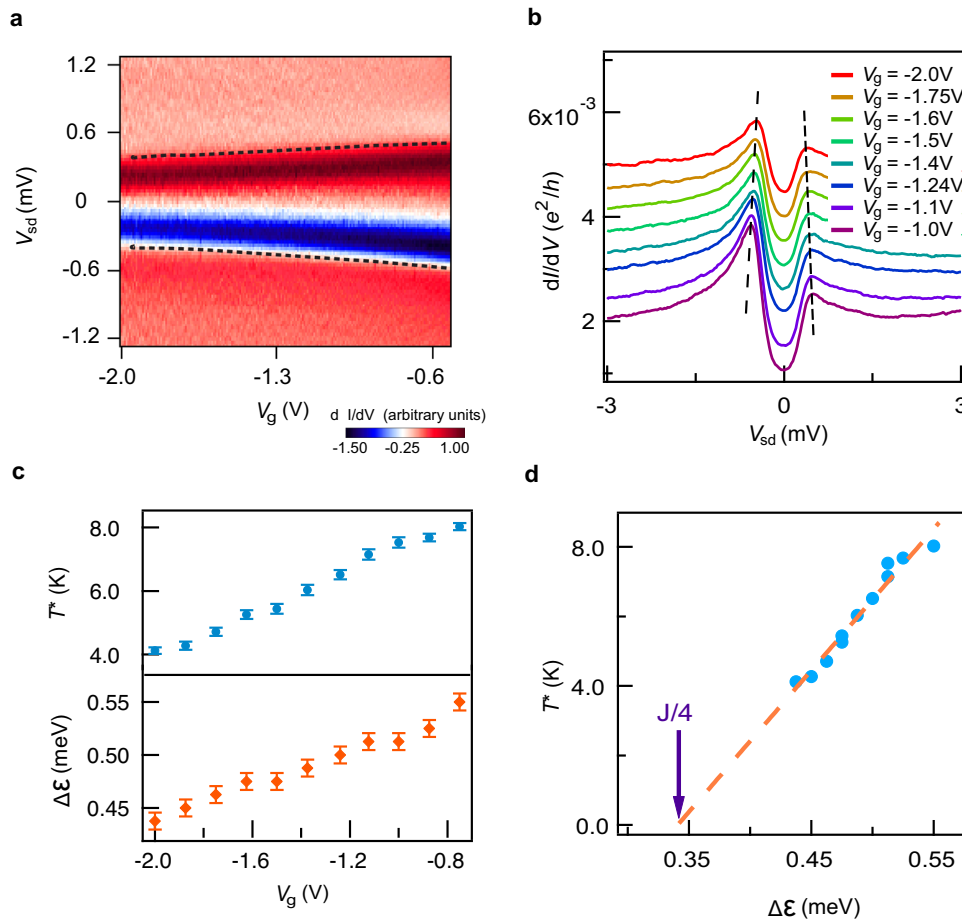 a
1.2
0.6
0
-0.6
-1.2
V_sd (mV)
-2.0 -1.3 -0.6
V_g (V)
d I/dV (arbitrary units)
-1.50 -0.25 1.00
b
6x10^-3
4
2
dI/dV (e^2/h)
V_g = -2.0V
V_g = -1.75V
V_g = -1.6V
V_g = -1.5V
V_g = -1.4V
V_g = -1.24V
V_g = -1.1V
V_g = -1.0V
-3 0 3
V_sd (mV)
c
8.0
6.0
4.0
T* (K)
0.55
0.50
0.45
Δε (meV)
-2.0 -1.6 -1.2 -0.8
V_g (V)
d
8.0
4.0
0.0
T* (K)
J/4
0.35 0.45 0.55
Δε (meV)